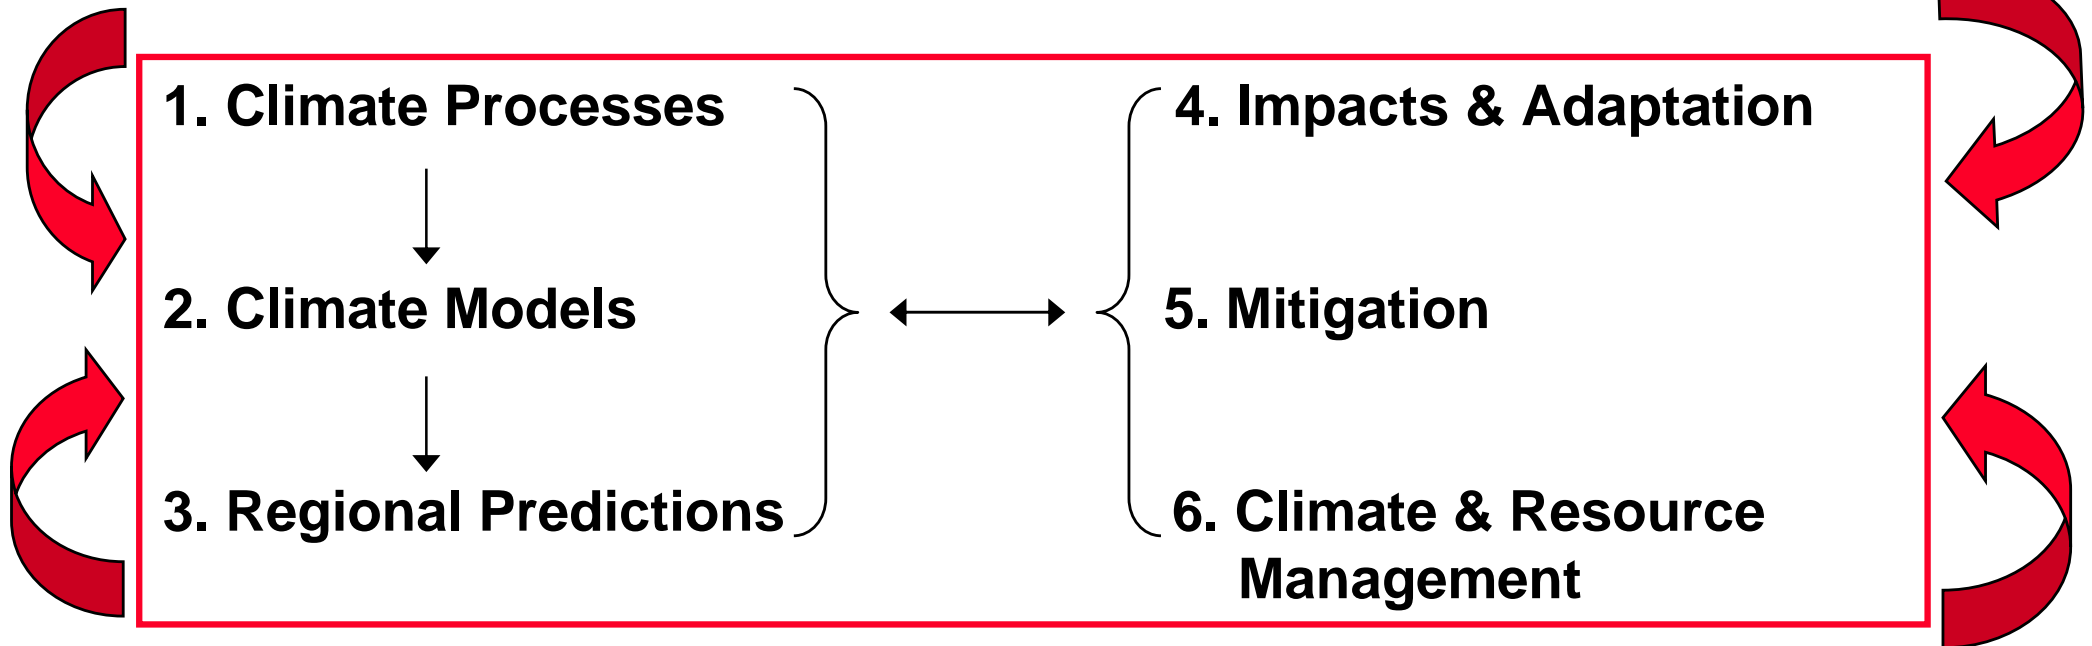 1. Climate Processes
2. Climate Models
3. Regional Predictions
4. Impacts & Adaptation
5. Mitigation
6. Climate & Resource
Management